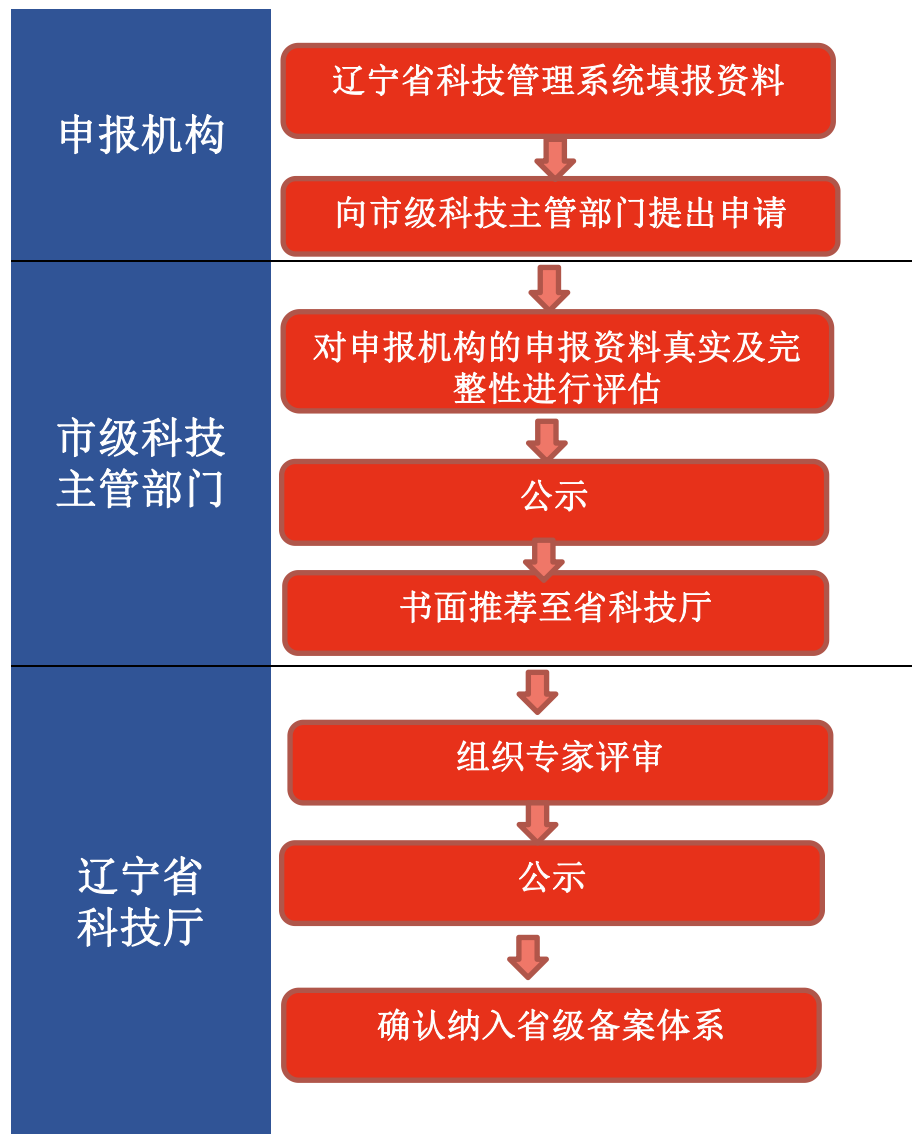 申报机构
辽宁省科技管理系统填报资料
向市级科技主管部门提出申请
市级科技
主管部门
对申报机构的申报资料真实及完
整性进行评估
公示
书面推荐至省科技厅
辽宁省
科技厅
组织专家评审
公示
确认纳入省级备案体系